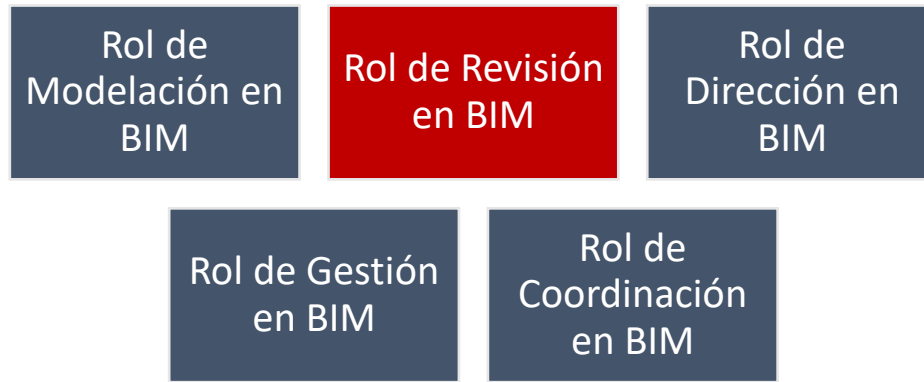 Rol de
Modelación en
BIM
Rol de Revisión
en BIM
Rol de
Dirección en
BIM
Rol de Gestión
en BIM
Rol de
Coordinación
en BIM